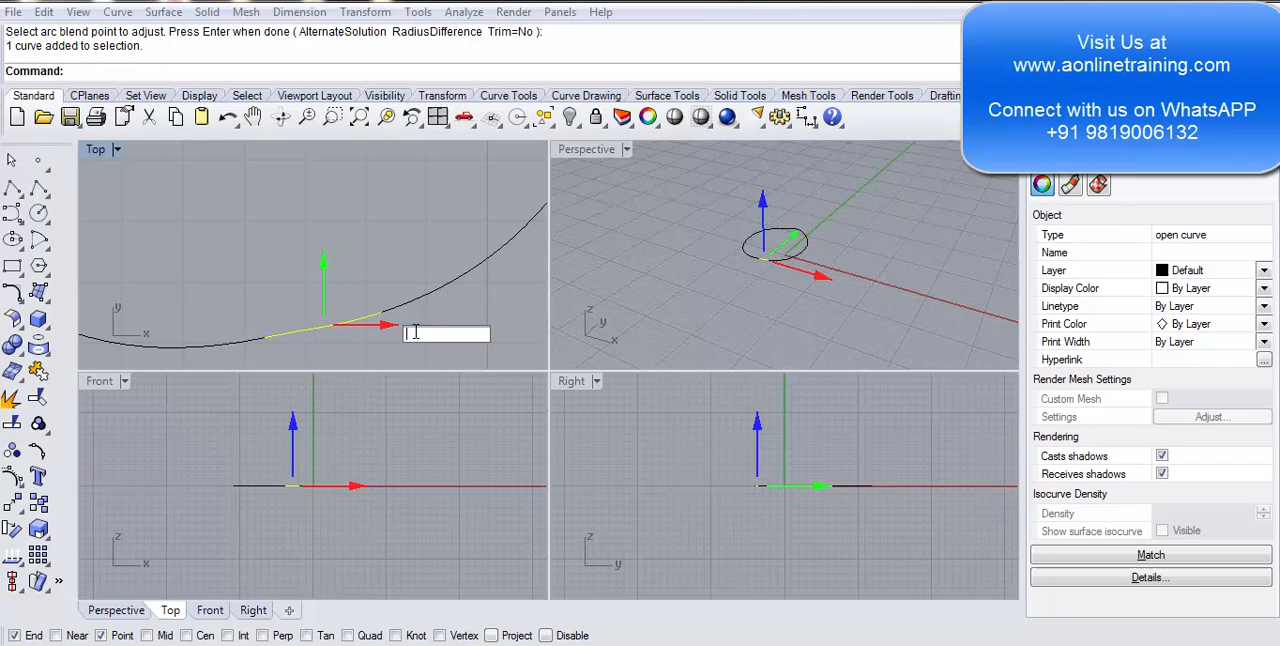 File Edit View Curve Surface Solid Mesh Dimension Transform Tools Analyze Render Panels Help
Select arc blend point to adjust. Press Enter when done ( AlternateSolution RadiusDifference Trim=No ):
1 curve added to selection.
Command:
Visit Us at
www.aonlinetraining.com
Connect with us on WhatsAPP
+91 9819006132
Standard CPlanes Set View Display Select Viewport Layout Visibility Transform Curve Tools Curve Drawing Surface Tools Solid Tools Mesh Tools Render Tools Drafting
Top
Perspective
y
x
z
y
x
Front
Right
z
x
z
y
Object
Type open curve
Name
Layer Default
Display Color By Layer
Linetype By Layer
Print Color By Layer
Print Width By Layer
Hyperlink ...
Render Mesh Settings
Custom Mesh
Settings Adjust...
Rendering
Casts shadows
Receives shadows
Isocurve Density
Density
Show surface isocurve Visible
Match
Details...
Perspective Top Front Right
End Near Point Mid Cen Int Perp Tan Quad Knot Vertex Project Disable